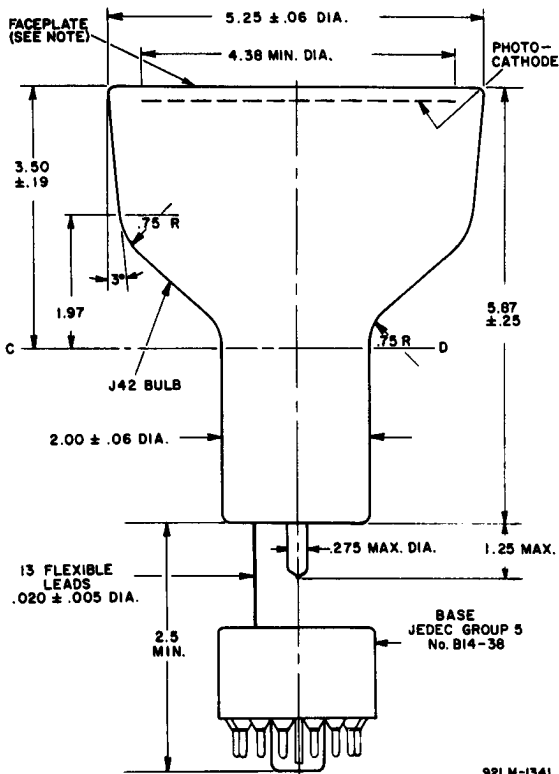 FACEPLATE
(SEE NOTE)
5.25 ± .06 DIA.
4.38 MIN. DIA.
PHOTO-
CATHODE
3.50
±.19
.75 R
3°
1.97
5.87
±.25
C
D
.75 R
J42 BULB
2.00 ± .06 DIA.
.275 MAX. DIA.
1.25 MAX.
13 FLEXIBLE
LEADS
.020 ± .005 DIA.
2.5
MIN.
BASE
JEDEC GROUP 5
No. B14-38
92LM-1341